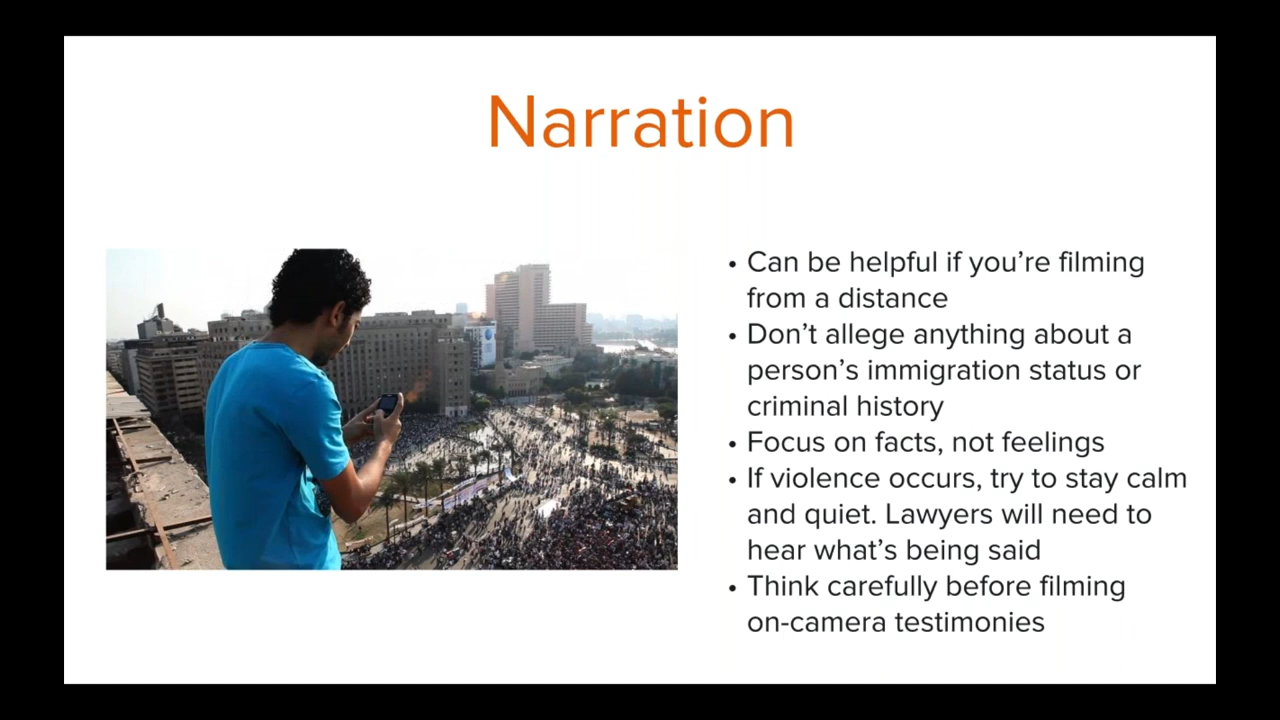 Narration
• Can be helpful if you’re filming
from a distance
• Don’t allege anything about a
person’s immigration status or
criminal history
• Focus on facts, not feelings
• If violence occurs, try to stay calm
and quiet. Lawyers will need to
hear what’s being said
• Think carefully before filming
on-camera testimonies